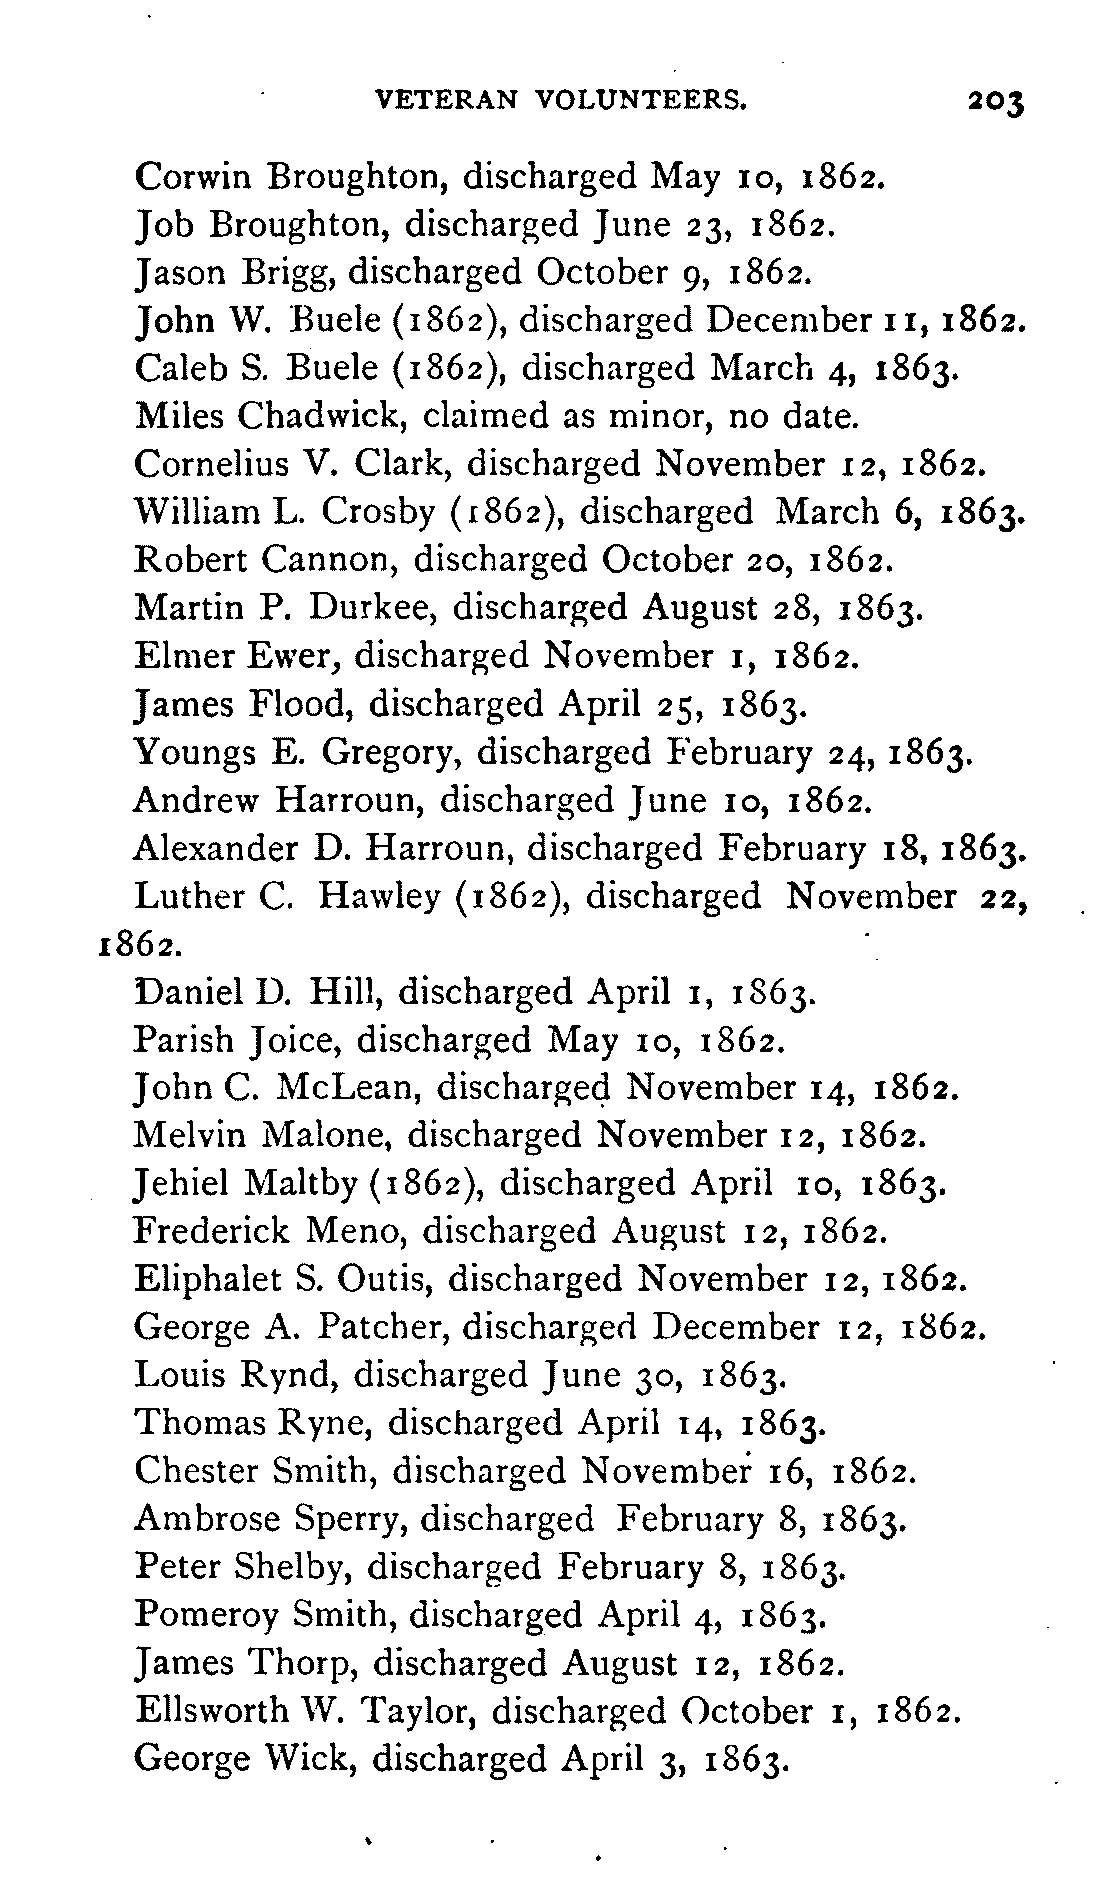 VETERAN VOLUNTEERS. 203
Corwin Broughton, discharged May 10, 1862.
Job Broughton, discharged June 23, 1862.
Jason Brigg, discharged October 9, 1862.
John W. Buele (1862), discharged December 11, 1862.
Caleb S. Buele (1862), discharged March 4, 1863.
Miles Chadwick, claimed as minor, no date.
Cornelius V. Clark, discharged November 12, 1862.
William L. Crosby (1862), discharged March 6, 1863.
Robert Cannon, discharged October 20, 1862.
Martin P. Durkee, discharged August 28, 1863.
Elmer Ewer, discharged November 1, 1862.
James Flood, discharged April 25, 1863.
Youngs E. Gregory, discharged February 24, 1863.
Andrew Harroun, discharged June 10, 1862.
Alexander D. Harroun, discharged February 18, 1863.
Luther C. Hawley (1862), discharged November 22,
1862.
Daniel D. Hill, discharged April 1, 1863.
Parish Joice, discharged May 10, 1862.
John C. McLean, discharged November 14, 1862.
Melvin Malone, discharged November 12, 1862.
Jehiel Maltby (1862), discharged April 10, 1863.
Frederick Meno, discharged August 12, 1862.
Eliphalet S. Outis, discharged November 12, 1862.
George A. Patcher, discharged December 12, 1862.
Louis Rynd, discharged June 30, 1863.
Thomas Ryne, discharged April 14, 1863.
Chester Smith, discharged November 16, 1862.
Ambrose Sperry, discharged February 8, 1863.
Peter Shelby, discharged February 8, 1863.
Pomeroy Smith, discharged April 4, 1863.
James Thorp, discharged August 12, 1862.
Ellsworth W. Taylor, discharged October 1, 1862.
George Wick, discharged April 3, 1863.